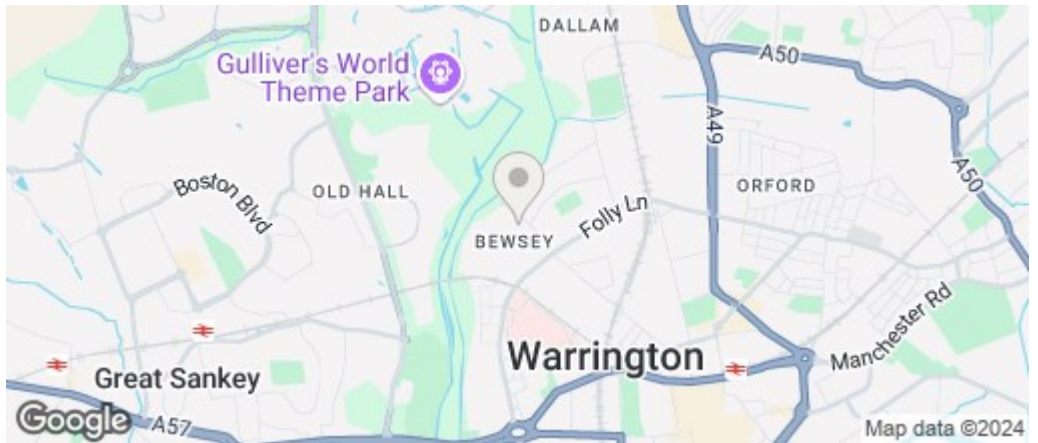 DALLAM
A50
Gulliver's World
Theme Park
A49
A50
Boston Blvd
OLD HALL
ORFORD
Folly Ln
BEWSEY
Manchester Rd
Warrington
Great Sankey
Google
A57
Map data ©2024